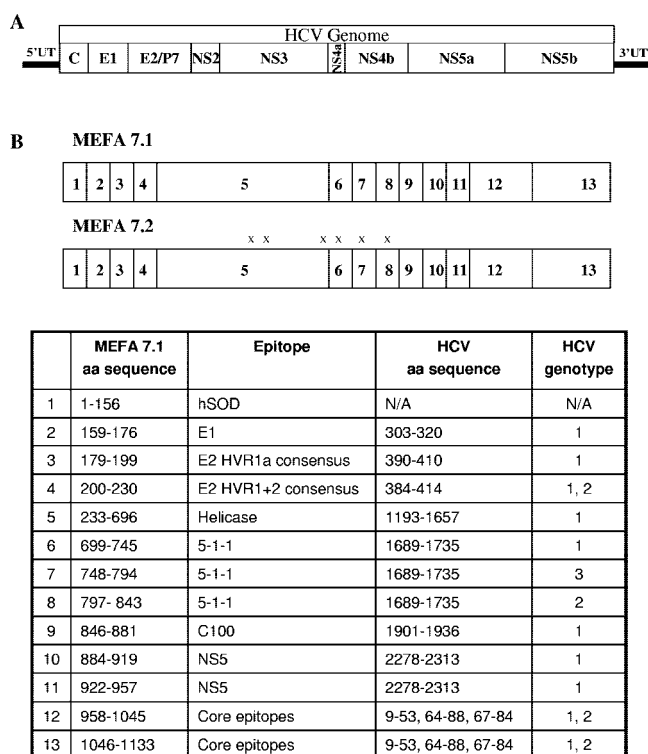 A
HCV Genome
5'UT C E1 E2/P7 NS2 NS3 NS4a NS4b NS5a NS5b 3'UT
B MEFA 7.1
1 2 3 4 5 6 7 8 9 10 11 12 13
MEFA 7.2
x x x x x x
1 2 3 4 5 6 7 8 9 10 11 12 13
MEFA 7.1 aa sequence Epitope HCV aa sequence HCV genotype
1 1-156 hSOD N/A N/A
2 159-176 E1 303-320 1
3 179-199 E2 HVR1a consensus 390-410 1
4 200-230 E2 HVR1+2 consensus 384-414 1, 2
5 233-696 Helicase 1193-1657 1
6 699-745 5-1-1 1689-1735 1
7 748-794 5-1-1 1689-1735 3
8 797- 843 5-1-1 1689-1735 2
9 846-881 C100 1901-1936 1
10 884-919 NS5 2278-2313 1
11 922-957 NS5 2278-2313 1
12 958-1045 Core epitopes 9-53, 64-88, 67-84 1, 2
13 1046-1133 Core epitopes 9-53, 64-88, 67-84 1, 2